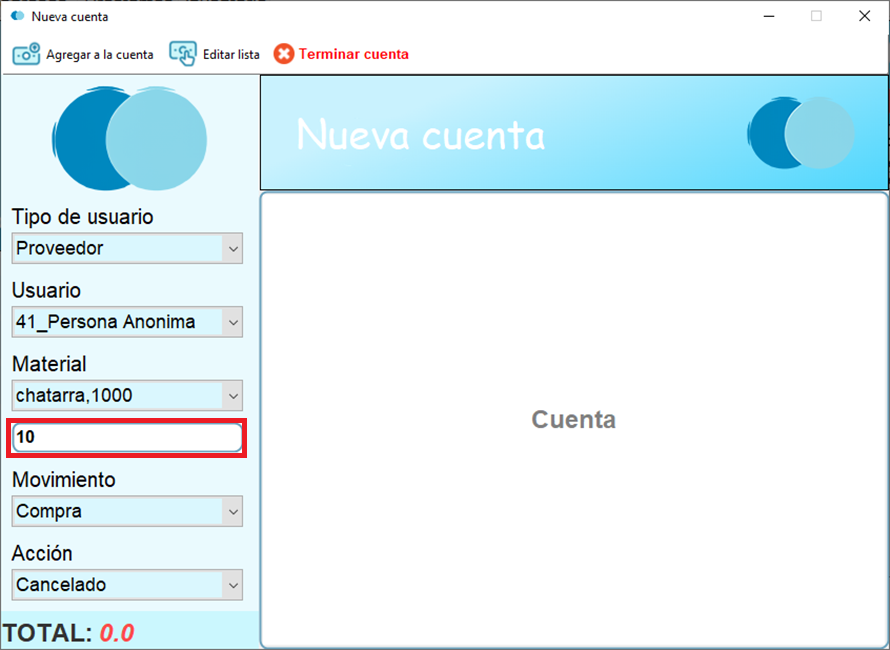 Nueva cuenta
Agregar a la cuenta
Editar lista
Terminar cuenta
Nueva cuenta
Tipo de usuario
Proveedor
Usuario
41_Persona Anonima
Material
chatarra,1000
10
Movimiento
Compra
Acción
Cancelado
TOTAL: 0.0
Cuenta